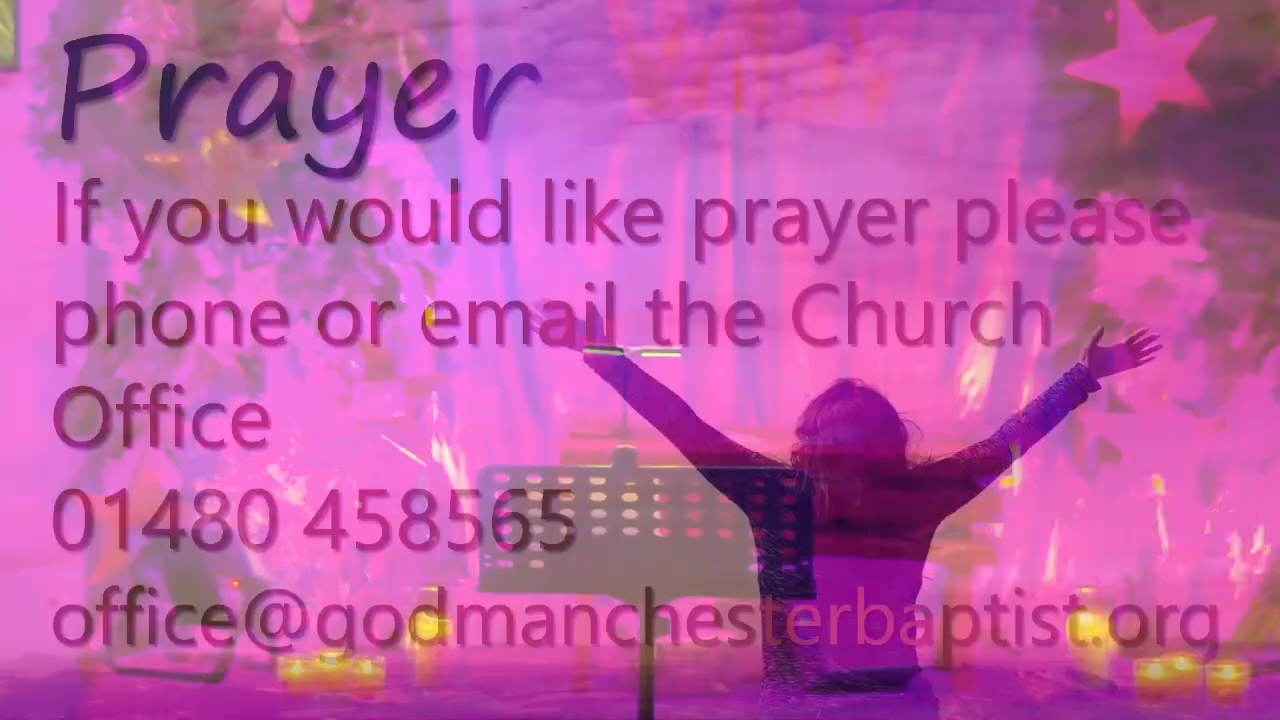 Prayer
If you would like prayer please
phone or email the Church
Office
01480 458565
office@godmanchesterbaptist.org